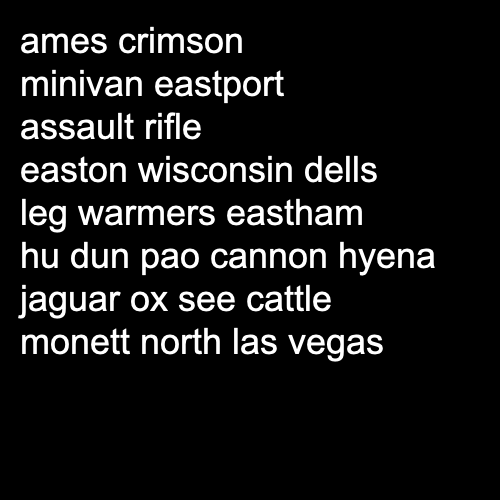 ames crimson
minivan eastport
assault rifle
easton wisconsin dells
leg warmers eastham
hu dun pao cannon hyena
jaguar ox see cattle
monett north las vegas